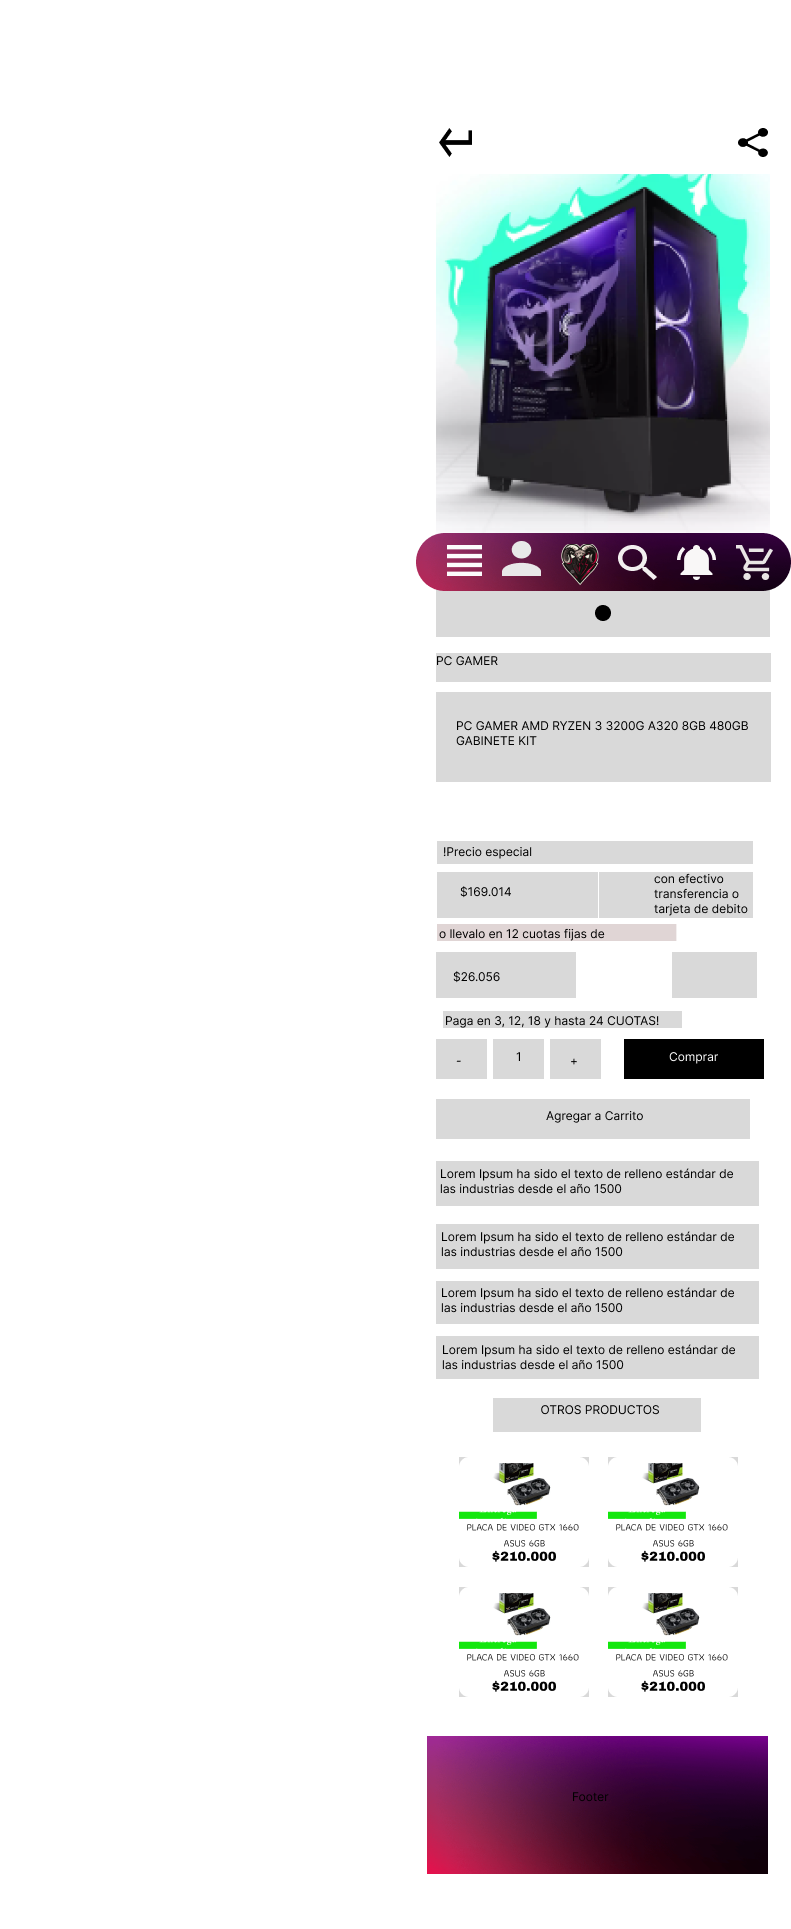 PC GAMER
PC GAMER AMD RYZEN 3 3200G A320 8GB 480GB
GABINETE KIT
!Precio especial
$169.014
con efectivo
transferencia o
tarjeta de debito
o llevalo en 12 cuotas fijas de
$26.056
Paga en 3, 12, 18 y hasta 24 CUOTAS!
-
1
+
Comprar
Agregar a Carrito
Lorem Ipsum ha sido el texto de relleno estándar de
las industrias desde el año 1500
Lorem Ipsum ha sido el texto de relleno estándar de
las industrias desde el año 1500
Lorem Ipsum ha sido el texto de relleno estándar de
las industrias desde el año 1500
Lorem Ipsum ha sido el texto de relleno estándar de
las industrias desde el año 1500
OTROS PRODUCTOS
PLACA DE VIDEO GTX 1660
ASUS 6GB
$210.000
PLACA DE VIDEO GTX 1660
ASUS 6GB
$210.000
PLACA DE VIDEO GTX 1660
ASUS 6GB
$210.000
PLACA DE VIDEO GTX 1660
ASUS 6GB
$210.000
Footer